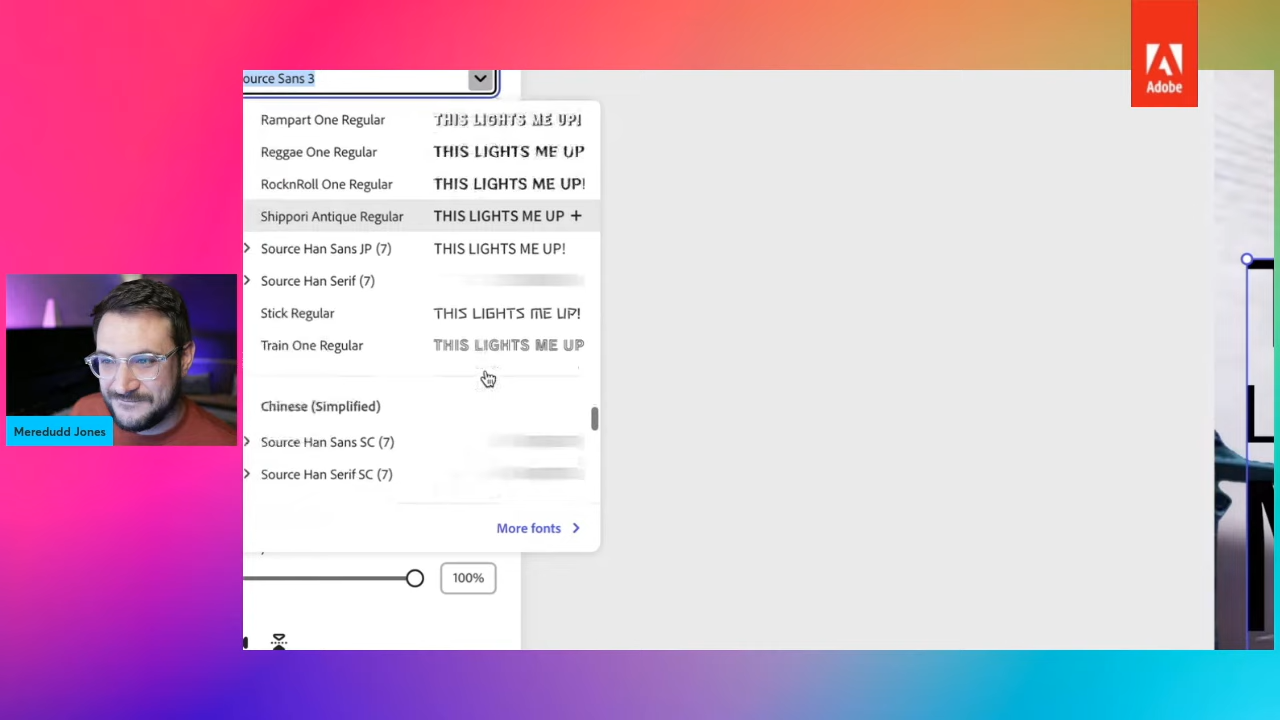 Adobe
ource Sans 3
Rampart One Regular THIS LIGHTS ME UP!
Reggae One Regular THIS LIGHTS ME UP
RocknRoll One Regular THIS LIGHTS ME UP!
Shippori Antique Regular THIS LIGHTS ME UP +
Source Han Sans JP (7) THIS LIGHTS ME UP!
Source Han Serif (7)
Stick Regular THIS LIGHTS ME UP!
Train One Regular THIS LIGHTS ME UP
Chinese (Simplified)
Source Han Sans SC (7)
Source Han Serif SC (7)
More fonts
100%
Meredudd Jones